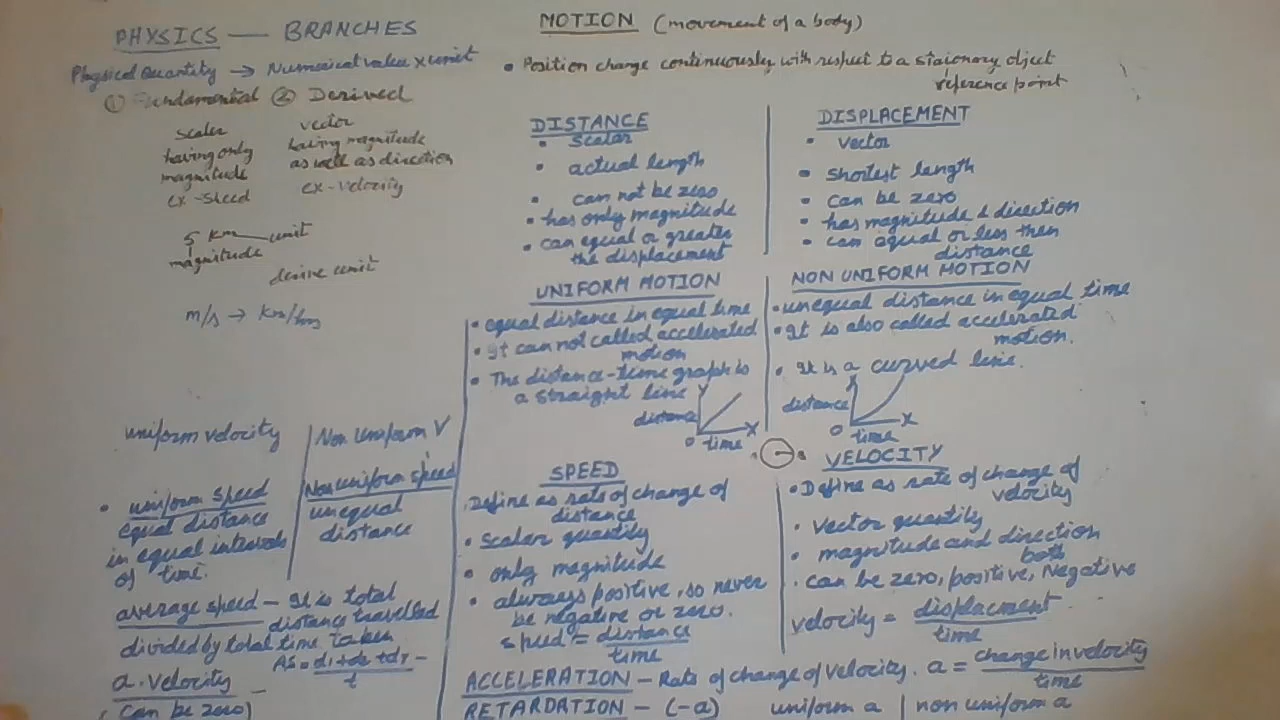 PHYSICS — BRANCHES
Physical Quantity → Numerical value × unit
① Fundamental ② Derived
scaler
having only
magnitude
ex - speed
vector
having magnitude
as well as direction
ex - velocity
5 km — unit
magnitude
derive unit
m/s → km/hrs
MOTION (movement of a body)
• Position change continuously with respect to a stationary object
reference point
DISTANCE
• scalar
• actual length
• can not be zero
• has only magnitude
• can equal or greater
the displacement
DISPLACEMENT
• vector
• shortest length
• can be zero
• has magnitude & direction
• can equal or less then
distance
UNIFORM MOTION
• equal distance in equal time
• It can not called accelerated
motion
• The distance-time graph is
a straight line
Y
distance
O time X
NON UNIFORM MOTION
• unequal distance in equal time
• It is also called accelerated
motion.
• It is a curved line.
Y
distance
O time X
uniform velocity
• uniform speed
equal distance
in equal intervals
of time.
Non Uniform V
Non uniform speed
unequal
distance
average speed — It is total
distance travelled
divided by total time taken
AS = d1+d2+d3 —
t
a. velocity —
(can be zero)
SPEED
. Define as rate of change of
distance
• Scalar quantity
• only magnitude
• always positive, so never
be negative or zero.
speed = distance
time
VELOCITY
• Define as rate of change of
velocity
• vector quantity
• magnitude and direction
both
. can be zero, positive, Negative
velocity = displacment
time
ACCELERATION — Rate of change of velocity. a = change in velocity
time
RETARDATION — (-a) uniform a | non uniform a